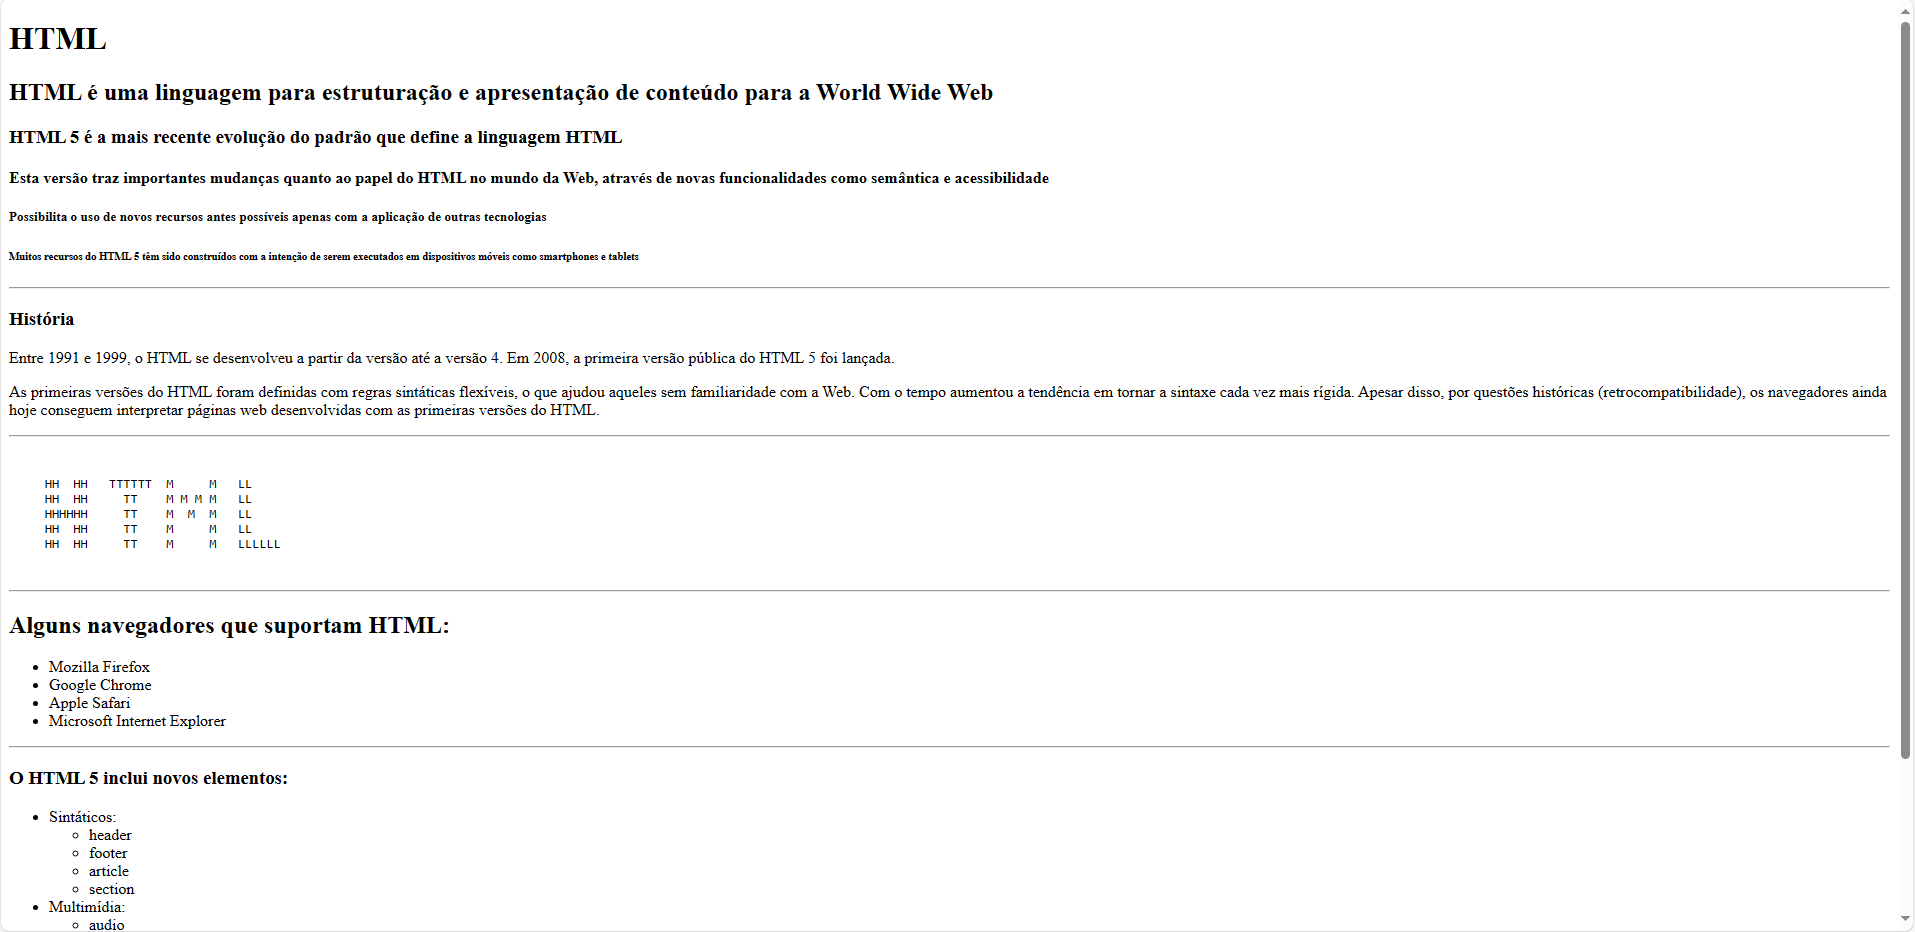 HTML
HTML é uma linguagem para estruturação e apresentação de conteúdo para a World Wide Web
HTML 5 é a mais recente evolução do padrão que define a linguagem HTML
Esta versão traz importantes mudanças quanto ao papel do HTML no mundo da Web, através de novas funcionalidades como semântica e acessibilidade
Possibilita o uso de novos recursos antes possíveis apenas com a aplicação de outras tecnologias
Muitos recursos do HTML 5 têm sido construídos com a intenção de serem executados em dispositivos móveis como smartphones e tablets
História
Entre 1991 e 1999, o HTML se desenvolveu a partir da versão até a versão 4. Em 2008, a primeira versão pública do HTML 5 foi lançada.
As primeiras versões do HTML foram definidas com regras sintáticas flexíveis, o que ajudou aqueles sem familiaridade com a Web. Com o tempo aumentou a tendência em tornar a sintaxe cada vez mais rígida. Apesar disso, por questões históricas (retrocompatibilidade), os navegadores ainda
hoje conseguem interpretar páginas web desenvolvidas com as primeiras versões do HTML.
HH  HH   TTTTTT  M     M   LL
HH  HH     TT    M M M M   LL
HHHHHH     TT    M  M  M   LL
HH  HH     TT    M     M   LL
HH  HH     TT    M     M   LLLLLL
Alguns navegadores que suportam HTML:
• Mozilla Firefox
• Google Chrome
• Apple Safari
• Microsoft Internet Explorer
O HTML 5 inclui novos elementos:
• Sintáticos:
◦ header
◦ footer
◦ article
◦ section
• Multimídia:
◦ audio